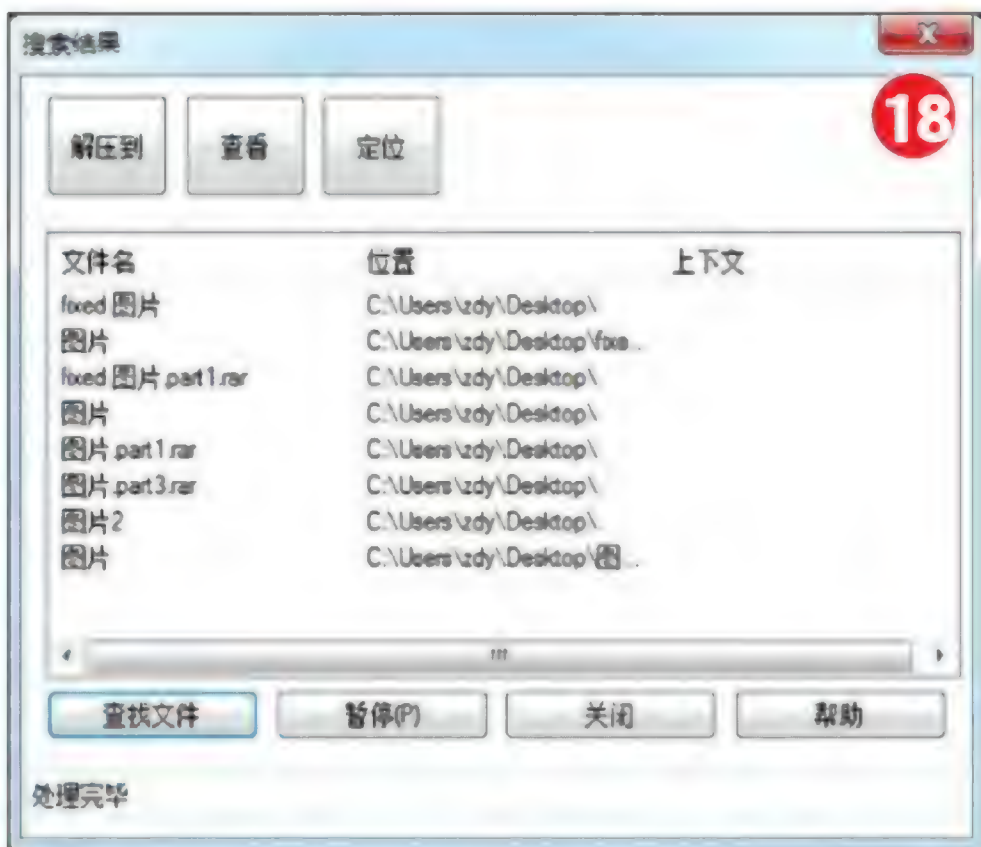 搜索结果
18
解压到 查看 定位
文件名 位置 上下文
fixed 图片 C:\Users\zdy\Desktop\
图片 C:\Users\zdy\Desktop\fixe...
fixed 图片.part1.rar C:\Users\zdy\Desktop\
图片 C:\Users\zdy\Desktop\
图片.part1.rar C:\Users\zdy\Desktop\
图片.part3.rar C:\Users\zdy\Desktop\
图片2 C:\Users\zdy\Desktop\
图片 C:\Users\zdy\Desktop\图...
查找文件 暂停(P) 关闭 帮助
处理完毕